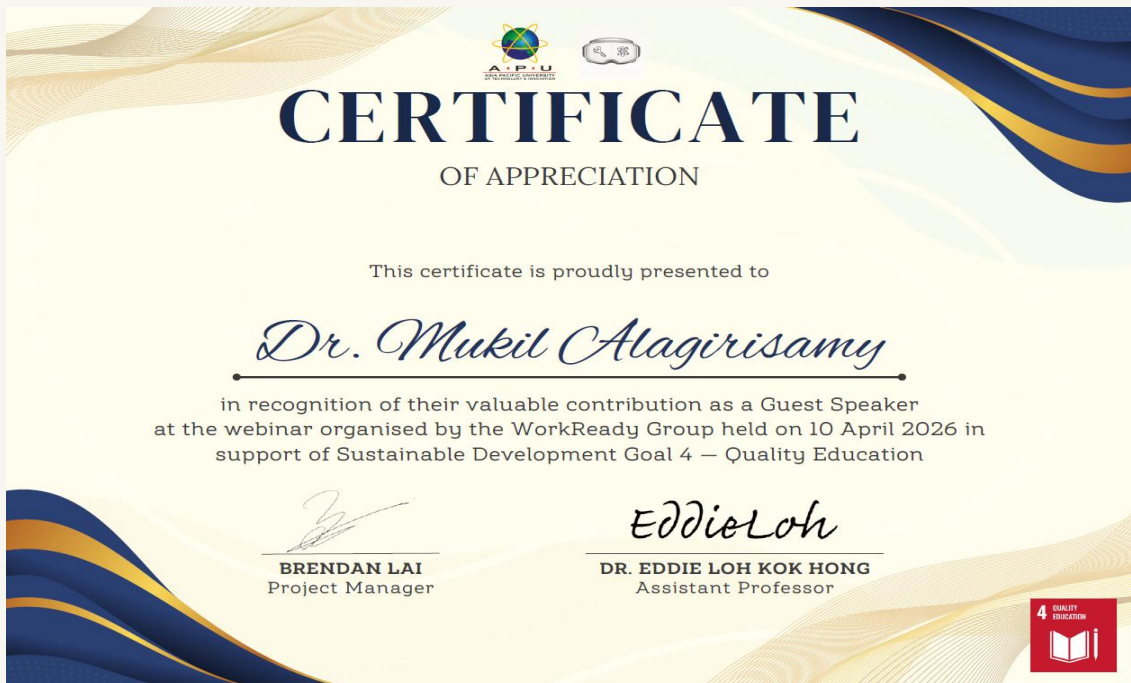 A·P·U
ASIA PACIFIC UNIVERSITY
OF TECHNOLOGY & INNOVATION
CERTIFICATE
OF APPRECIATION
This certificate is proudly presented to
Dr. Mukil Alagirisamy
in recognition of their valuable contribution as a Guest Speaker
at the webinar organised by the WorkReady Group held on 10 April 2026 in
support of Sustainable Development Goal 4 — Quality Education
EddieLoh
BRENDAN LAI
Project Manager
DR. EDDIE LOH KOK HONG
Assistant Professor
4 QUALITY
EDUCATION